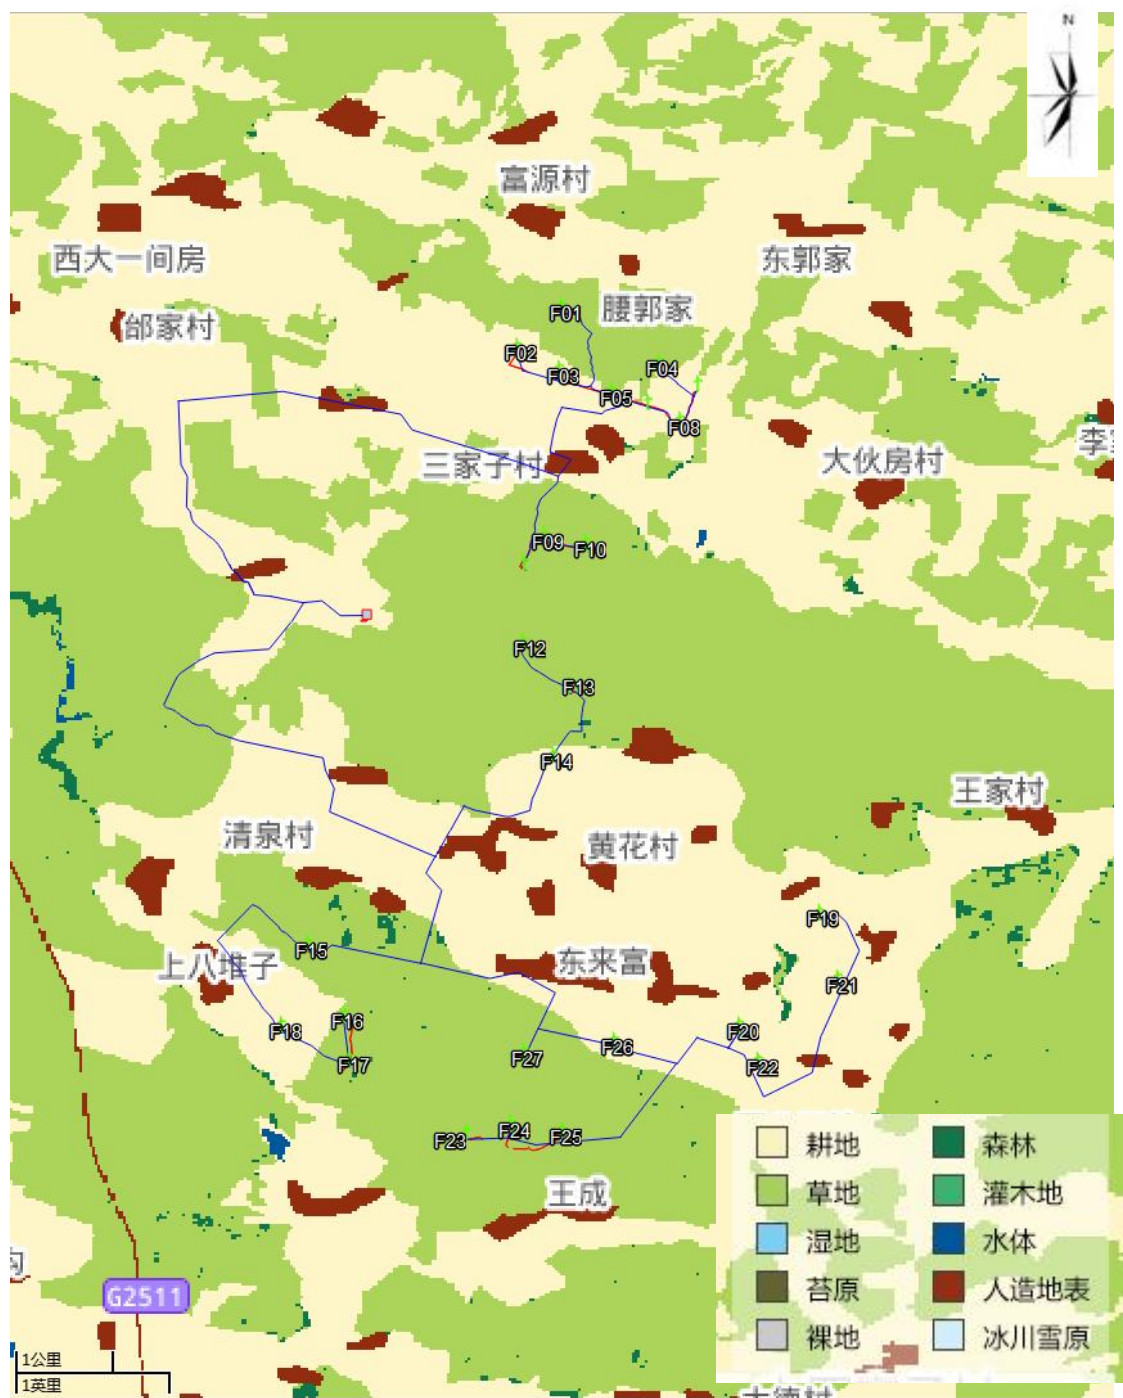 N
富源村
西大一间房
东郭家
邰家村
F01
腰郭家
F02
F03
F04
F05
F08
三家子村
大伙房村
F09
F10
F12
F13
F14
王家村
清泉村
黄花村
F19
F15
上八堆子
东来富
F21
F16
F18
F20
F17
F27
F26
F22
F23
F24
F25
王成
G2511
耕地
森林
草地
灌木地
湿地
水体
苔原
人造地表
裸地
冰川雪原
1公里
1英里